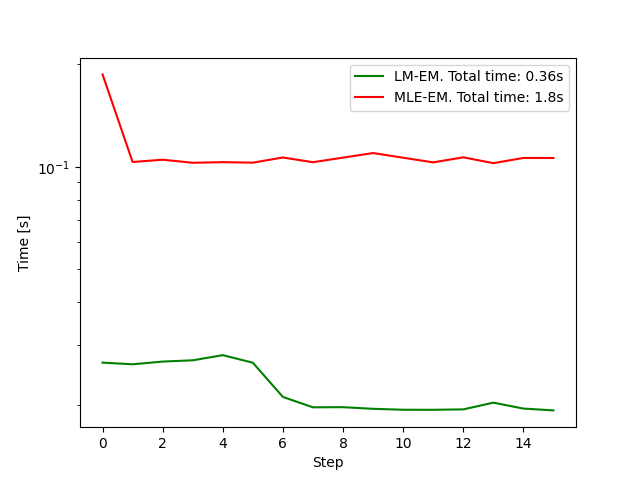 LM-EM. Total time: 0.36s
MLE-EM. Total time: 1.8s
10⁻¹
Time [s]
0 2 4 6 8 10 12 14
Step